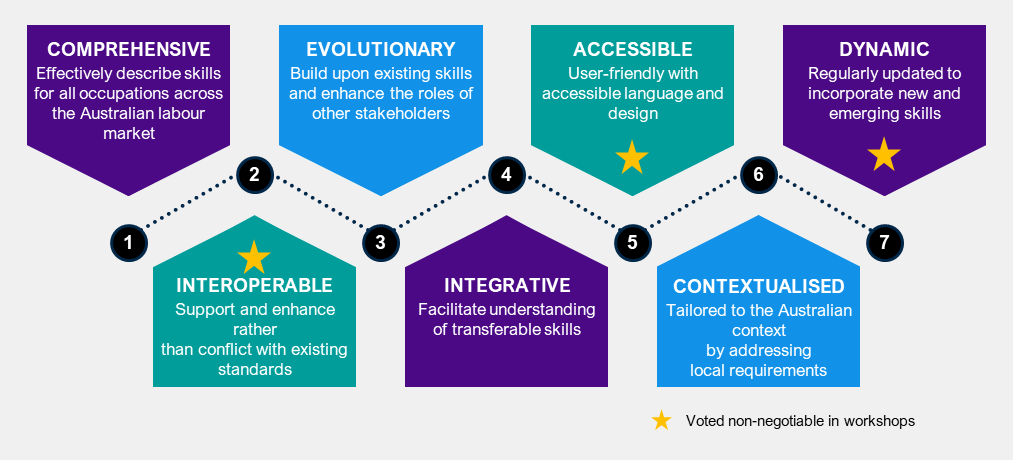 COMPREHENSIVE
Effectively describe skills
for all occupations across
the Australian labour
market
1
2
INTEROPERABLE
Support and enhance
rather
than conflict with existing
standards
EVOLUTIONARY
Build upon existing skills
and enhance the roles of
other stakeholders
3
4
INTEGRATIVE
Facilitate understanding
of transferable skills
ACCESSIBLE
User-friendly with
accessible language and
design
5
6
CONTEXTUALISED
Tailored to the Australian
context
by addressing
local requirements
DYNAMIC
Regularly updated to
incorporate new and
emerging skills
7
Voted non-negotiable in workshops